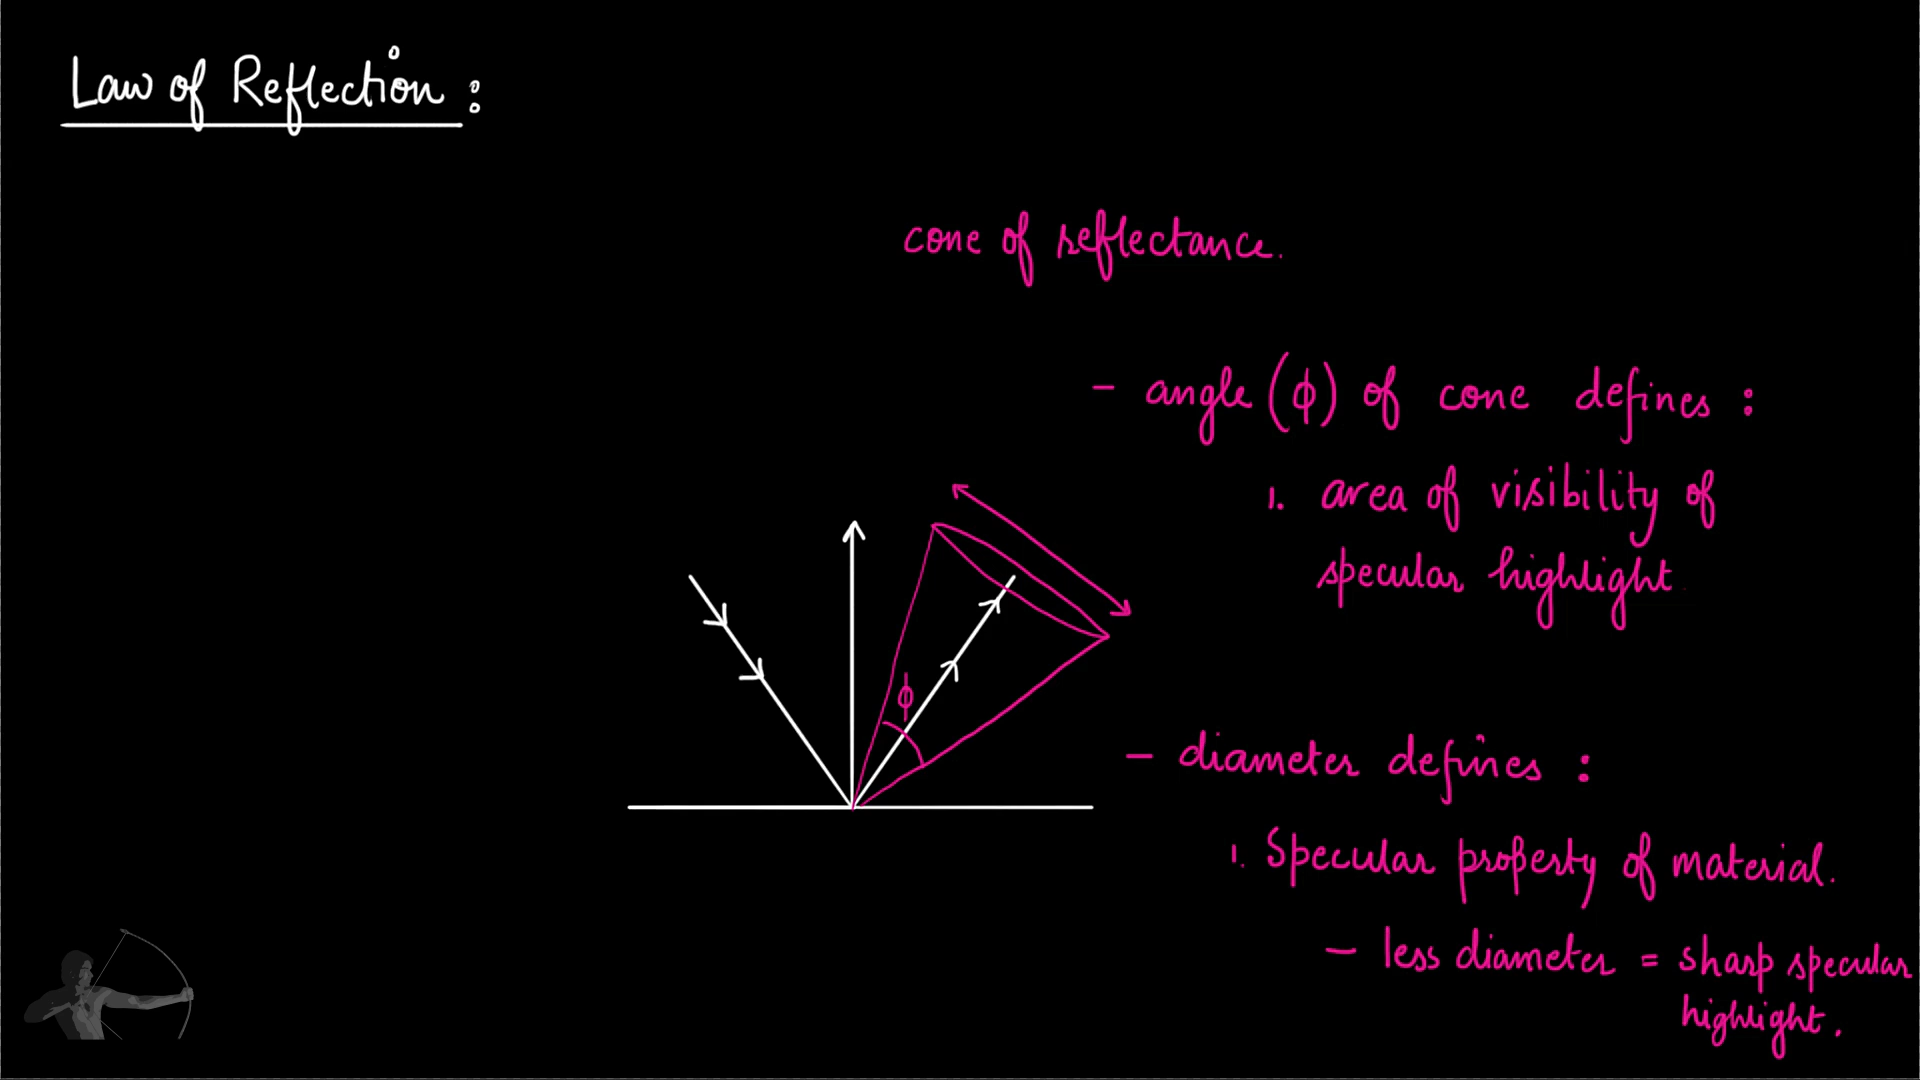 Law of Reflection :
cone of reflectance.
- angle (ϕ) of cone defines :
1. area of visibility of
specular highlight.
ϕ
- diameter defines :
1. Specular property of material.
- less diameter = sharp specular
highlight.